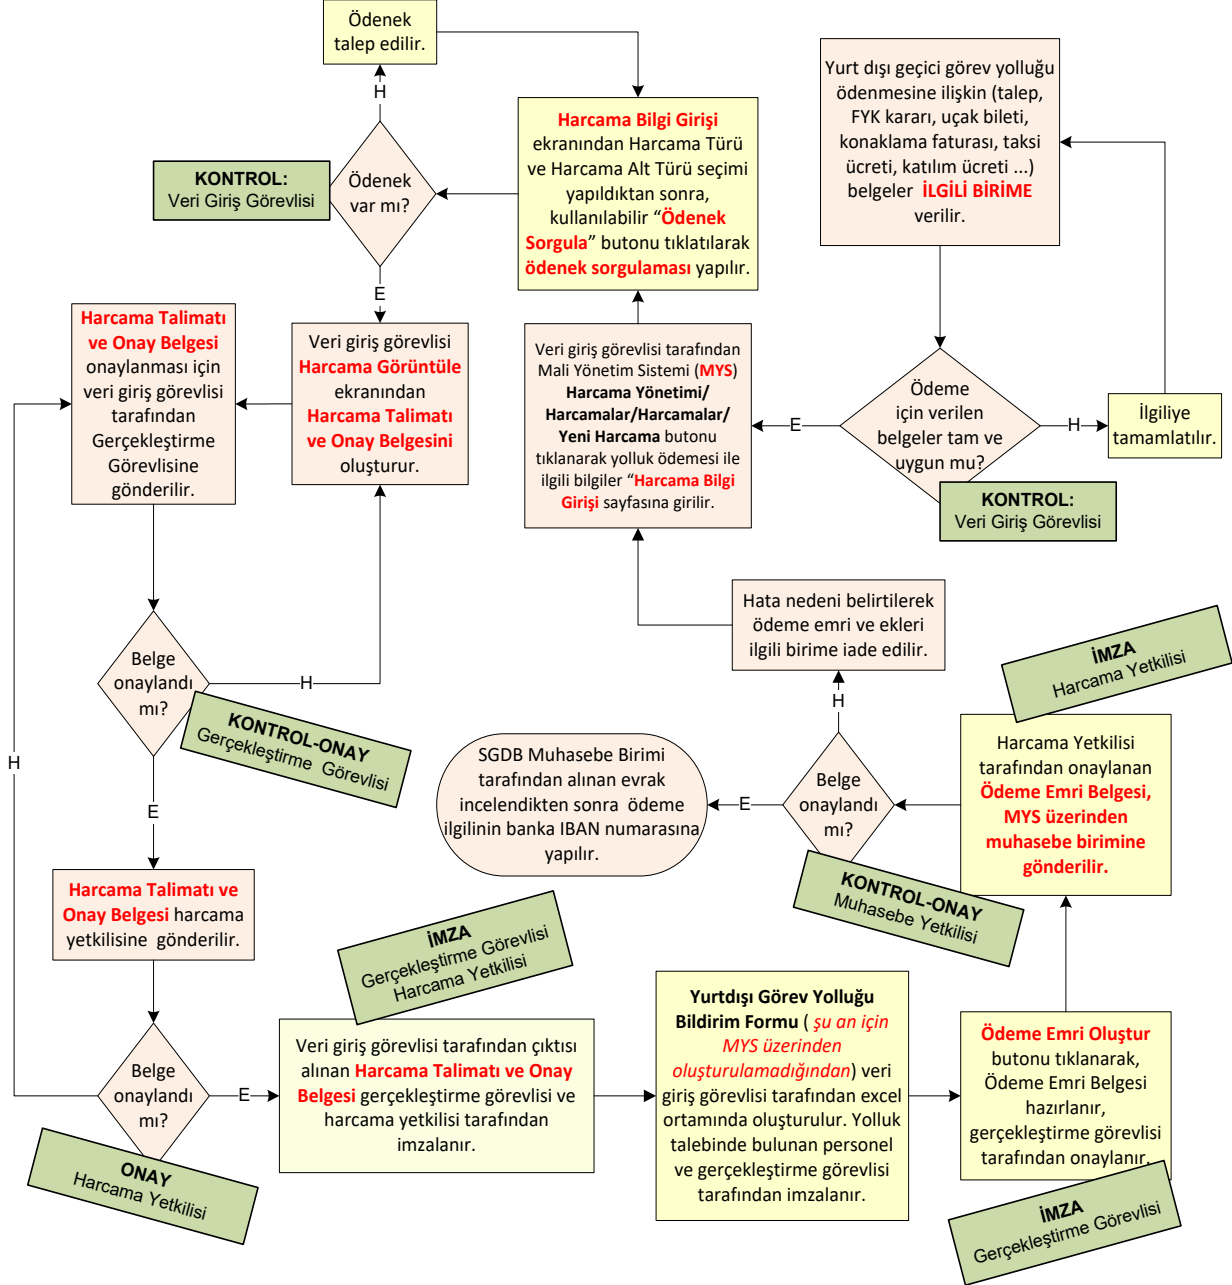 Yurt dışı geçici görev yolluğu
ödenmesine ilişkin (talep,
FYK kararı, uçak bileti,
konaklama faturası, taksi
ücreti, katılım ücreti ...)
belgeler İLGİLİ BİRİME
verilir.
Ödeme
için verilen
belgeler tam ve
uygun mu?
H
İlgiliye
tamamlatılır.
KONTROL:
Veri Giriş Görevlisi
E
Veri giriş görevlisi tarafından
Mali Yönetim Sistemi (MYS)
Harcama Yönetimi/
Harcamalar/Harcamalar/
Yeni Harcama butonu
tıklanarak yolluk ödemesi ile
ilgili bilgiler “Harcama Bilgi
Girişi sayfasına girilir.
Harcama Bilgi Girişi
ekranından Harcama Türü
ve Harcama Alt Türü seçimi
yapıldıktan sonra,
kullanılabilir “Ödenek
Sorgula” butonu tıklatılarak
ödenek sorgulaması yapılır.
Ödenek
var mı?
KONTROL:
Veri Giriş Görevlisi
H
Ödenek
talep edilir.
E
Veri giriş görevlisi
Harcama Görüntüle
ekranından
Harcama Talimatı
ve Onay Belgesini
oluşturur.
Harcama Talimatı
ve Onay Belgesi
onaylanması için
veri giriş görevlisi
tarafından
Gerçekleştirme
Görevlisine
gönderilir.
Belge
onaylandı
mı?
H
KONTROL-ONAY
Gerçekleştirme Görevlisi
E
Harcama Talimatı ve
Onay Belgesi harcama
yetkilisine gönderilir.
Belge
onaylandı
mı?
H
ONAY
Harcama Yetkilisi
E
İMZA
Gerçekleştirme Görevlisi
Harcama Yetkilisi
Veri giriş görevlisi tarafından çıktısı
alınan Harcama Talimatı ve Onay
Belgesi gerçekleştirme görevlisi ve
harcama yetkilisi tarafından
imzalanır.
Yurtdışı Görev Yolluğu
Bildirim Formu ( şu an için
MYS üzerinden
oluşturulamadığından) veri
giriş görevlisi tarafından excel
ortamında oluşturulur. Yolluk
talebinde bulunan personel
ve gerçekleştirme görevlisi
tarafından imzalanır.
Ödeme Emri Oluştur
butonu tıklanarak,
Ödeme Emri Belgesi
hazırlanır,
gerçekleştirme görevlisi
tarafından onaylanır.
İMZA
Gerçekleştirme Görevlisi
İMZA
Harcama Yetkilisi
Harcama Yetkilisi
tarafından onaylanan
Ödeme Emri Belgesi,
MYS üzerinden
muhasebe birimine
gönderilir.
Belge
onaylandı
mı?
KONTROL-ONAY
Muhasebe Yetkilisi
H
Hata nedeni belirtilerek
ödeme emri ve ekleri
ilgili birime iade edilir.
E
SGDB Muhasebe Birimi
tarafından alınan evrak
incelendikten sonra ödeme
ilgilinin banka IBAN numarasına
yapılır.